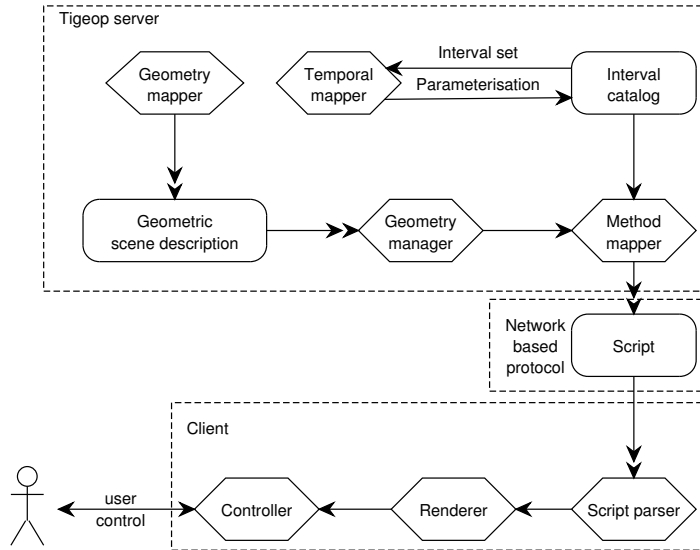 Tigeop server
Geometry
mapper
Temporal
mapper
Interval set
Parameterisation
Interval
catalog
Geometric
scene description
Geometry
manager
Method
mapper
Network
based
protocol
Script
Client
user
control
Controller
Renderer
Script parser